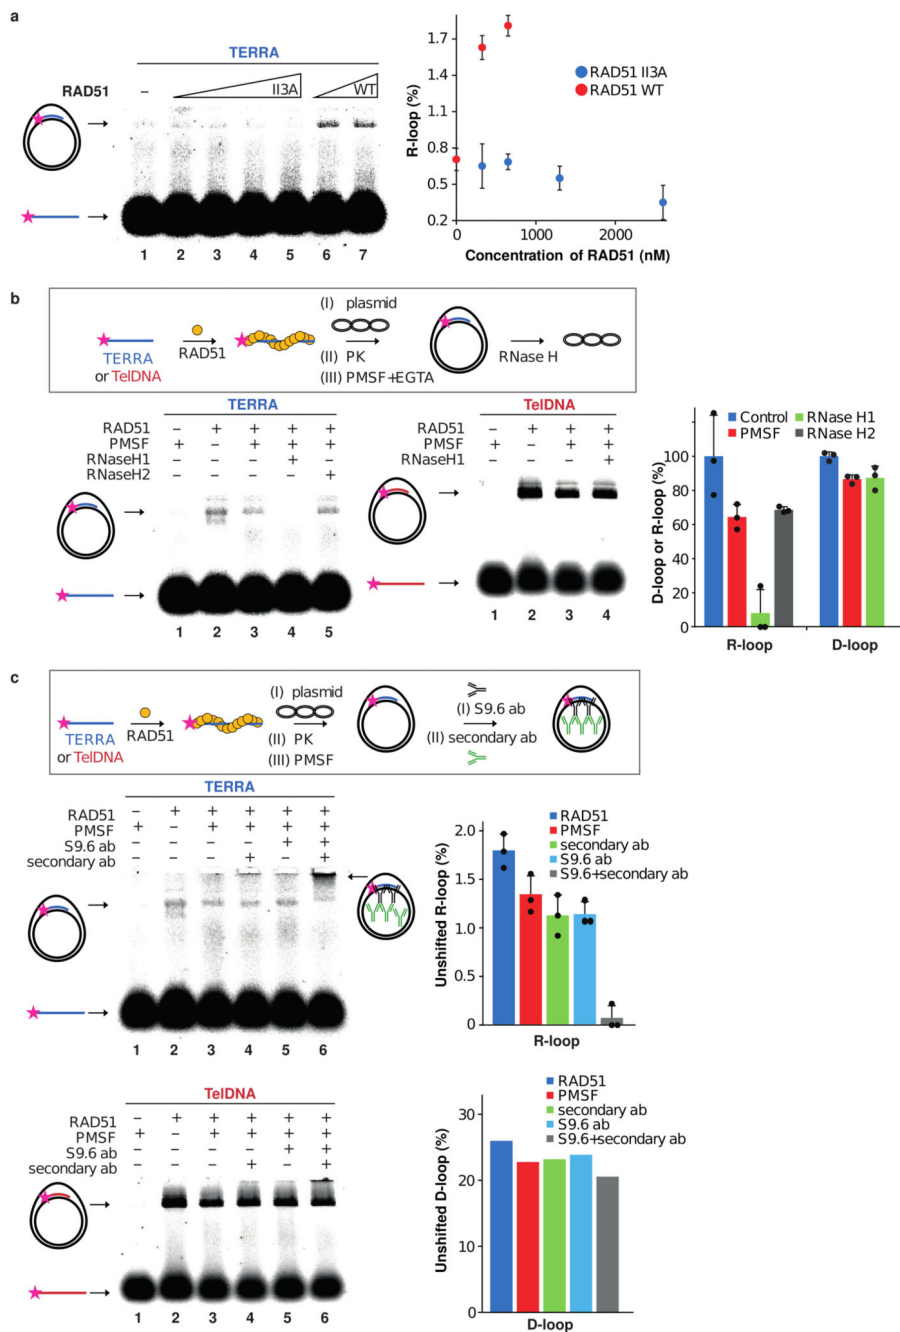 a
TERRA
RAD51
–
II3A
WT
1 2 3 4 5 6 7
R-loop (%)
1.7
1.4
1.1
0.8
0.5
0.2
RAD51 II3A
RAD51 WT
0 1000 2000
Concentration of RAD51 (nM)
b
TERRA
or TelDNA
RAD51
(I) plasmid
(II) PK
(III) PMSF+EGTA
RNase H
TERRA
RAD51 – + + + +
PMSF + – + + +
RNaseH1 – – – + –
RNaseH2 – – – – +
1 2 3 4 5
TelDNA
RAD51 – + + +
PMSF + – + +
RNaseH1 – – – +
1 2 3 4
Control
PMSF
RNase H1
RNase H2
D-loop or R-loop (%)
120
100
80
60
40
20
0
R-loop D-loop
c
TERRA
or TelDNA
RAD51
(I) plasmid
(II) PK
(III) PMSF
(I) S9.6 ab
(II) secondary ab
TERRA
RAD51 – + + + + +
PMSF + – + + + +
S9.6 ab – – – – + +
secondary ab – – – + – +
1 2 3 4 5 6
RAD51
PMSF
secondary ab
S9.6 ab
S9.6+secondary ab
Unshifted R-loop (%)
2.0
1.5
1.0
0.5
0
R-loop
TelDNA
RAD51 – + + + + +
PMSF + – + + + +
S9.6 ab – – – – + +
secondary ab – – – + – +
1 2 3 4 5 6
RAD51
PMSF
secondary ab
S9.6 ab
S9.6+secondary ab
Unshifted D-loop (%)
30
20
10
0
D-loop